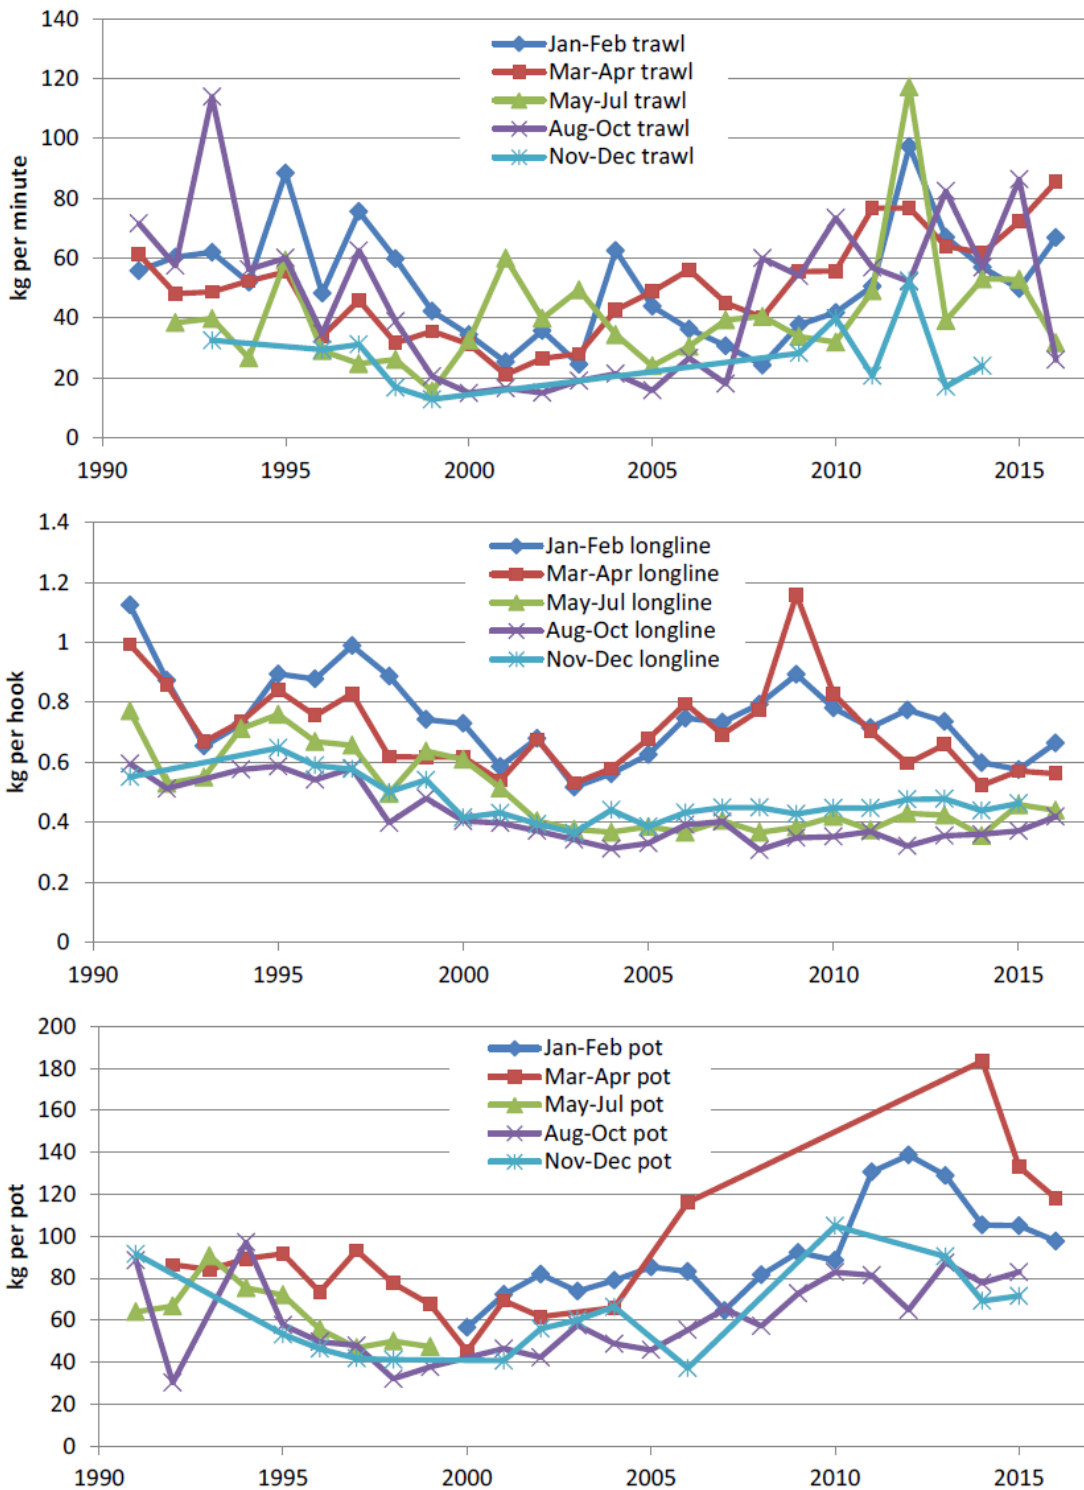 140
120
100
80
60
40
20
0
kg per minute
Jan-Feb trawl
Mar-Apr trawl
May-Jul trawl
Aug-Oct trawl
Nov-Dec trawl
1990 1995 2000 2005 2010 2015
1.4
1.2
1
0.8
0.6
0.4
0.2
0
kg per hook
Jan-Feb longline
Mar-Apr longline
May-Jul longline
Aug-Oct longline
Nov-Dec longline
1990 1995 2000 2005 2010 2015
200
180
160
140
120
100
80
60
40
20
0
kg per pot
Jan-Feb pot
Mar-Apr pot
May-Jul pot
Aug-Oct pot
Nov-Dec pot
1990 1995 2000 2005 2010 2015